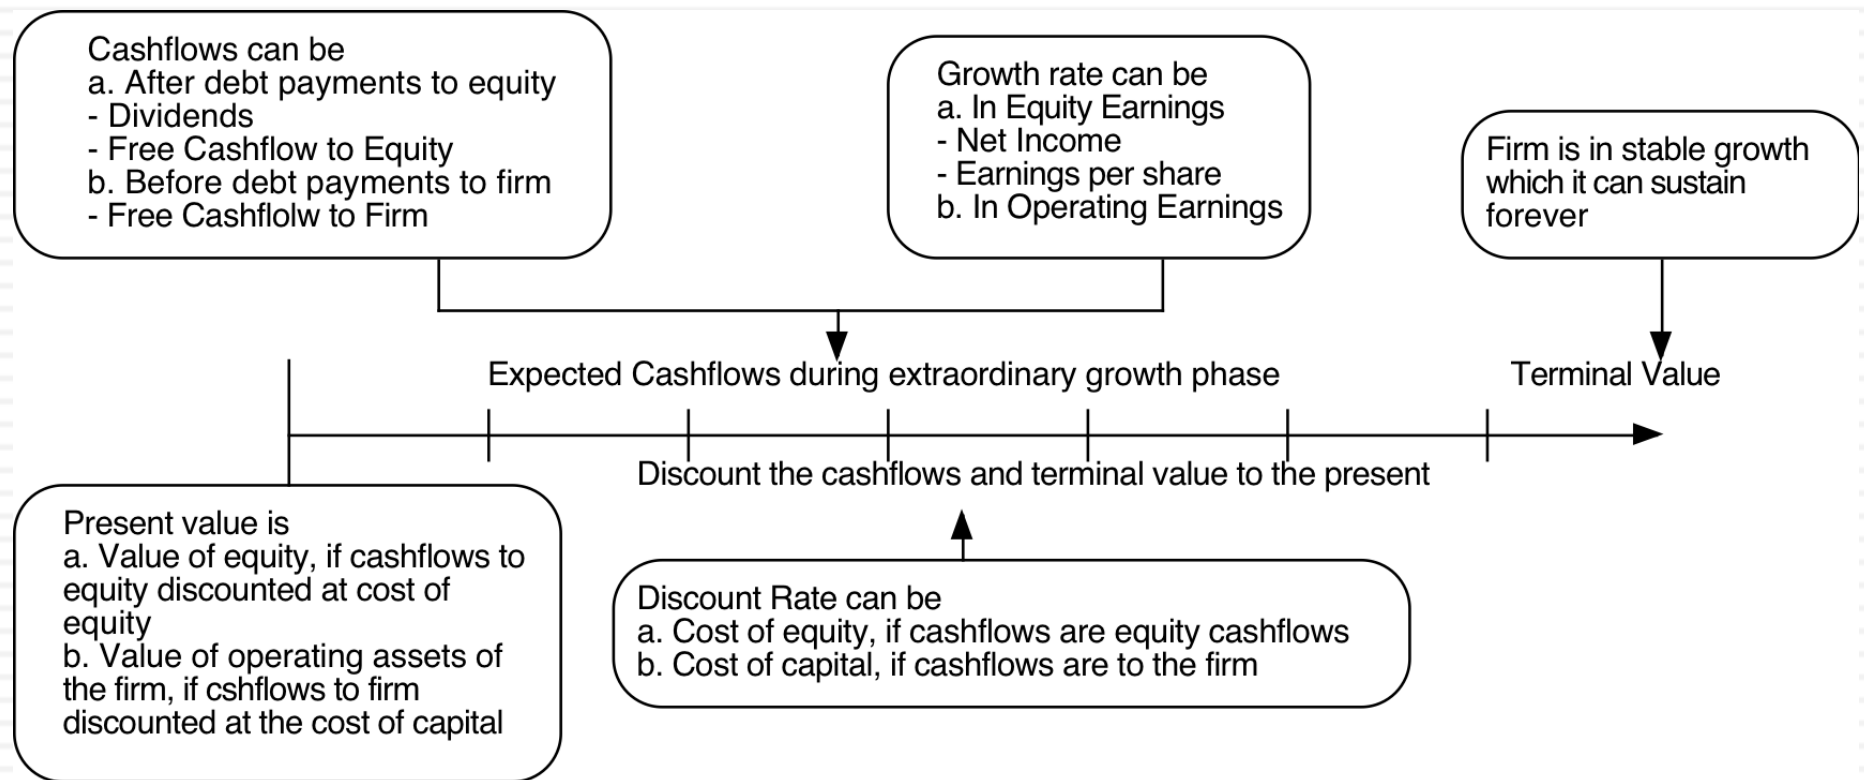 Cashflows can be
a. After debt payments to equity
- Dividends
- Free Cashflow to Equity
b. Before debt payments to firm
- Free Cashflolw to Firm
Growth rate can be
a. In Equity Earnings
- Net Income
- Earnings per share
b. In Operating Earnings
Firm is in stable growth
which it can sustain
forever
Expected Cashflows during extraordinary growth phase
Terminal Value
Discount the cashflows and terminal value to the present
Present value is
a. Value of equity, if cashflows to
equity discounted at cost of
equity
b. Value of operating assets of
the firm, if cshflows to firm
discounted at the cost of capital
Discount Rate can be
a. Cost of equity, if cashflows are equity cashflows
b. Cost of capital, if cashflows are to the firm